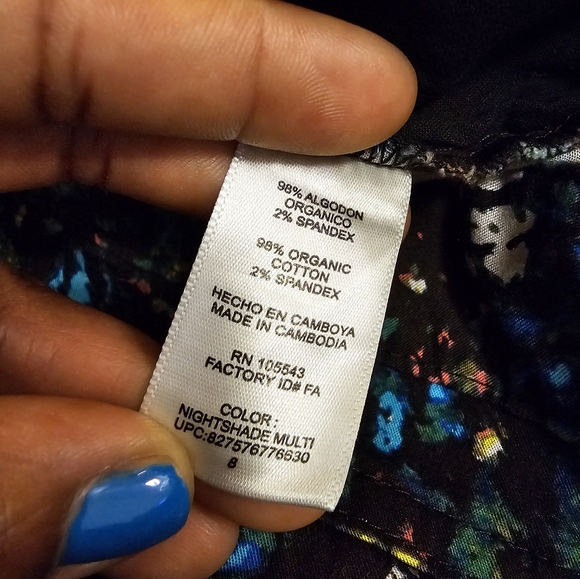 98% ALGODON
ORGANICO
2% SPANDEX
98% ORGANIC
COTTON
2% SPANDEX
HECHO EN CAMBOYA
MADE IN CAMBODIA
RN 105543
FACTORY ID# FA
COLOR :
NIGHTSHADE MULTI
UPC:827576776630
8